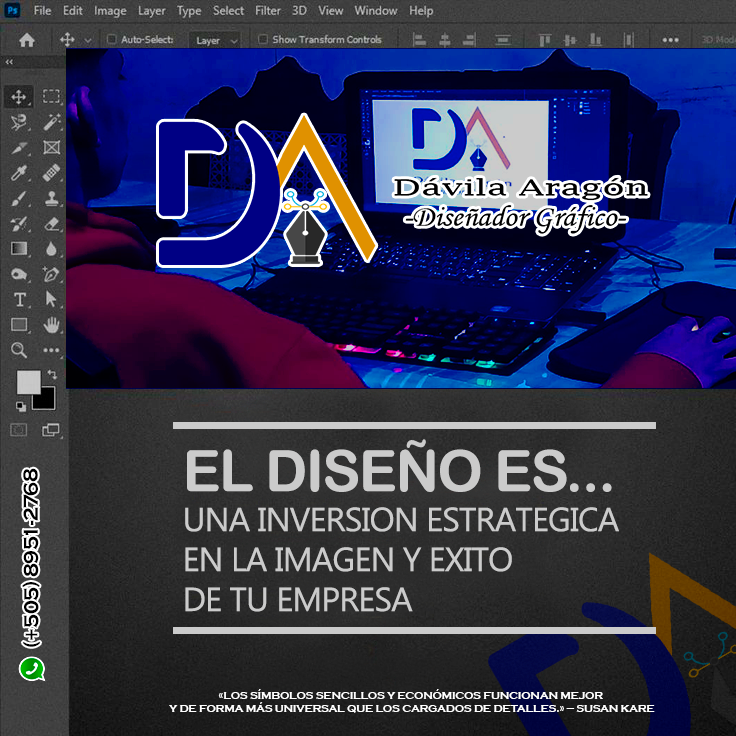 Ps File Edit Image Layer Type Select Filter 3D View Window Help
Auto-Select: Layer Show Transform Controls 3D Mode
DA
Dávila Aragón
-Diseñador Gráfico-
EL DISEÑO ES...
UNA INVERSION ESTRATEGICA
EN LA IMAGEN Y EXITO
DE TU EMPRESA
(+505) 8951-2768
«LOS SÍMBOLOS SENCILLOS Y ECONÓMICOS FUNCIONAN MEJOR
Y DE FORMA MÁS UNIVERSAL QUE LOS CARGADOS DE DETALLES.» – SUSAN KARE